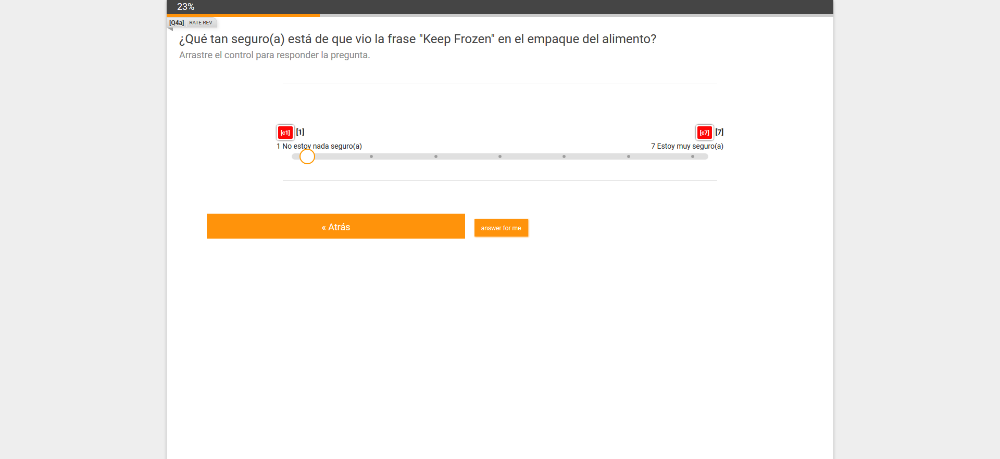 23%
[Q4a] RATE REV
¿Qué tan seguro(a) está de que vio la frase "Keep Frozen" en el empaque del alimento?
Arrastre el control para responder la pregunta.
[c1] [1] [c7] [7]
1 No estoy nada seguro(a) 7 Estoy muy seguro(a)
« Atrás answer for me